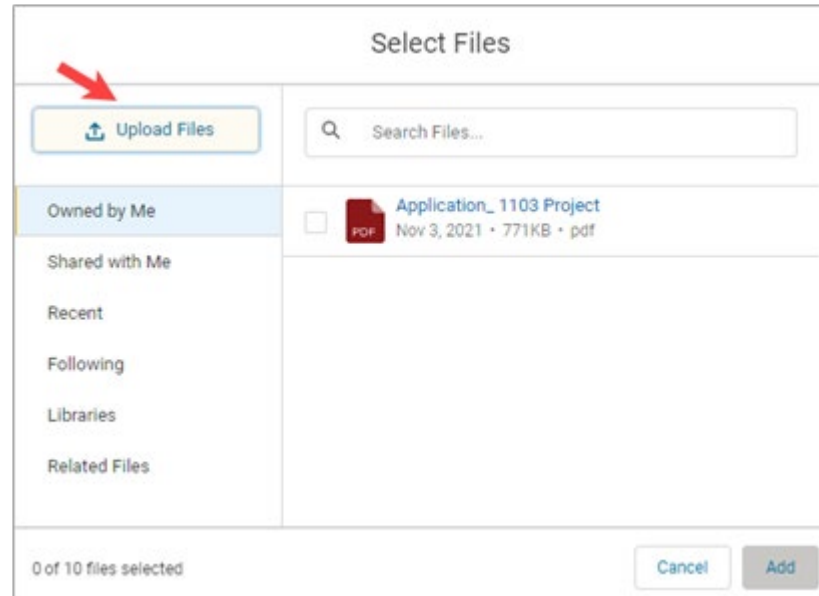 Select Files
Upload Files
Search Files...
Owned by Me
Shared with Me
Recent
Following
Libraries
Related Files
PDF
Application_ 1103 Project
Nov 3, 2021 • 771KB • pdf
0 of 10 files selected
Cancel
Add